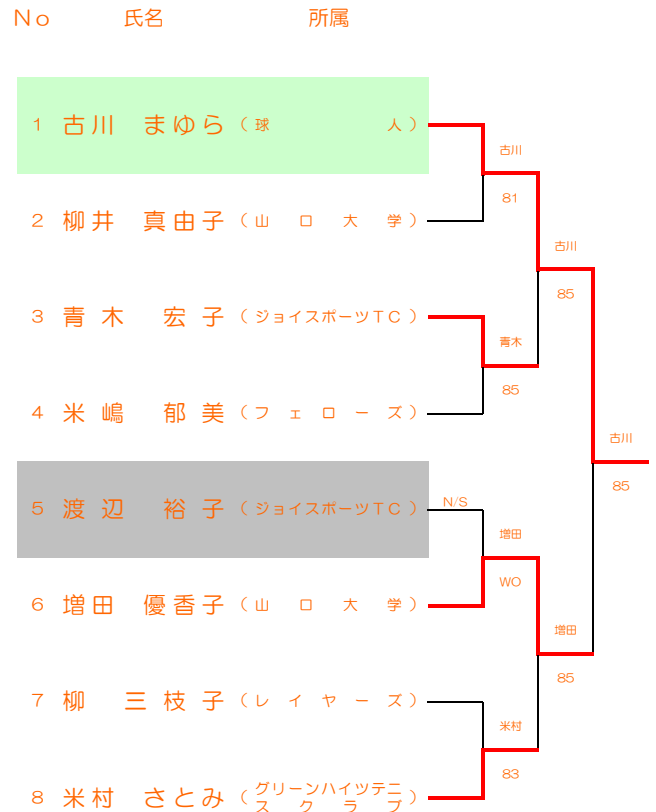 No 氏名 所属
1 古川 まゆら (球 人)
古川
2 柳井 真由子 (山口大学)
81
古川
85
3 青木 宏子 (ジョイスポーツTC)
青木
4 米嶋 郁美 (フェローズ)
85
古川
85
5 渡辺 裕子 (ジョイスポーツTC) N/S
増田
6 増田 優香子 (山口大学)
WO
増田
85
7 柳 三枝子 (レイヤーズ)
米村
83
8 米村 さとみ (グリーンハイツテニ
スクラブ)